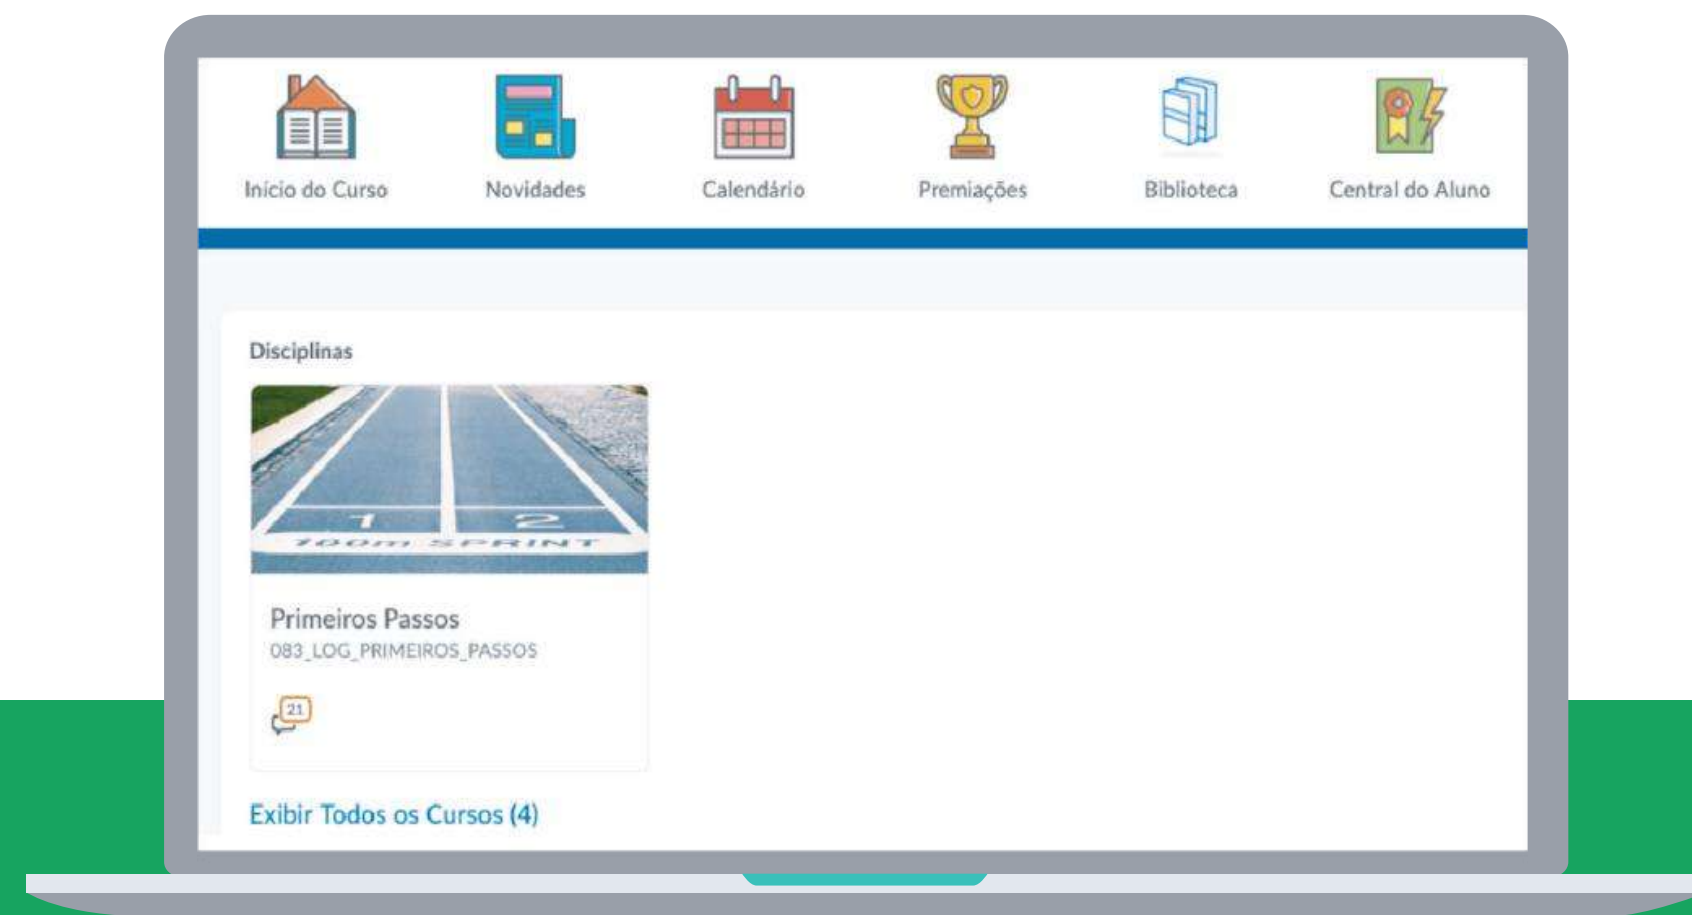 Início do Curso
Novidades
Calendário
Premiações
Biblioteca
Central do Aluno
Disciplinas
1 2
100m SPRINT
Primeiros Passos
083_LOG_PRIMEIROS_PASSOS
21
Exibir Todos os Cursos (4)